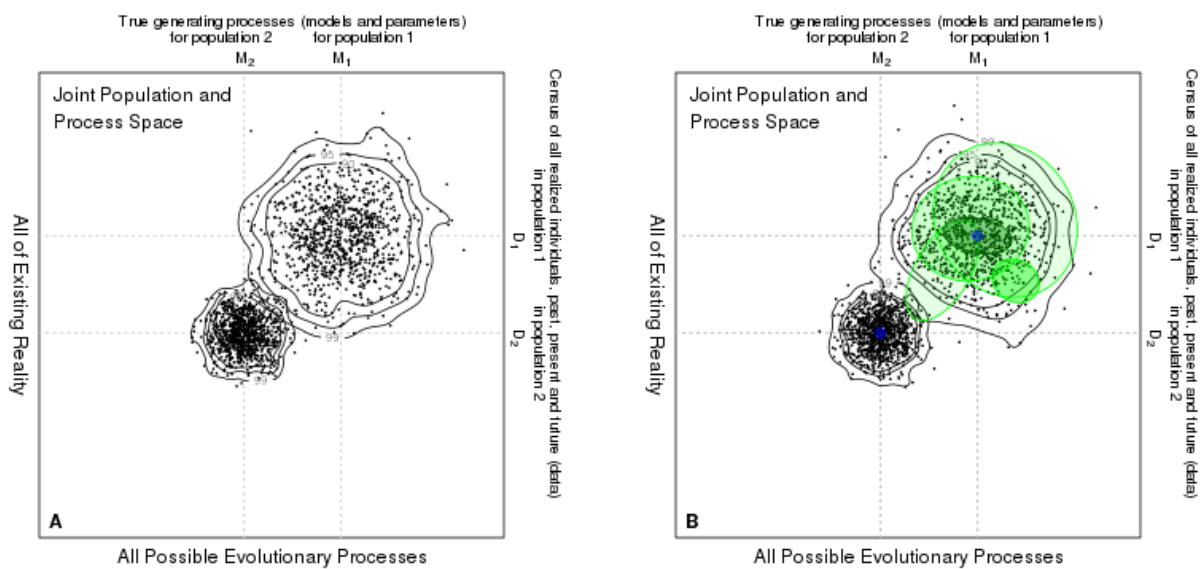 True generating processes (models and parameters)
for population 2
for population 1
M2
M1
Joint Population and
Process Space
95
90
99
99
All of Existing Reality
D1
D2
Census of all realized individuals, past, present and future (data)
in population 1
in population 2
A
All Possible Evolutionary Processes
True generating processes (models and parameters)
for population 2
for population 1
M2
M1
Joint Population and
Process Space
99
95
All of Existing Reality
D1
D2
Census of all realized individuals, past, present and future (data)
in population 1
in population 2
B
All Possible Evolutionary Processes